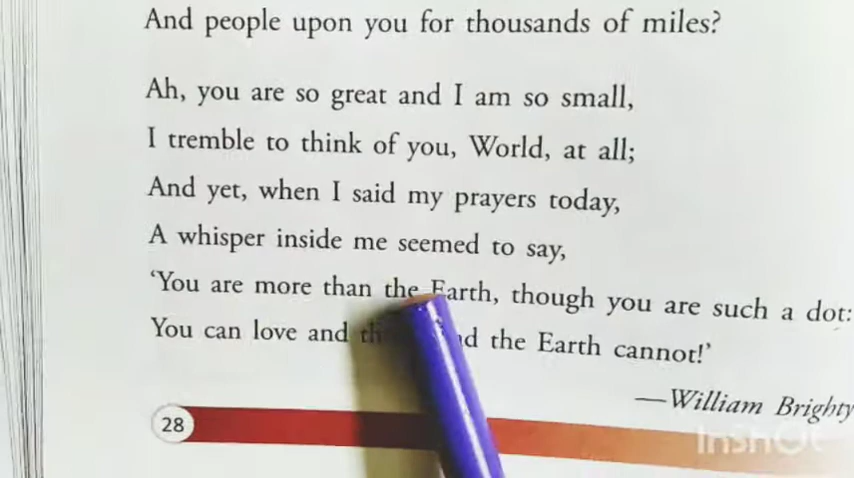 And people upon you for thousands of miles?
Ah, you are so great and I am so small,
I tremble to think of you, World, at all;
And yet, when I said my prayers today,
A whisper inside me seemed to say,
‘You are more than the Earth, though you are such a dot:
You can love and the Earth cannot!’
—William Brighty
28
InShOt